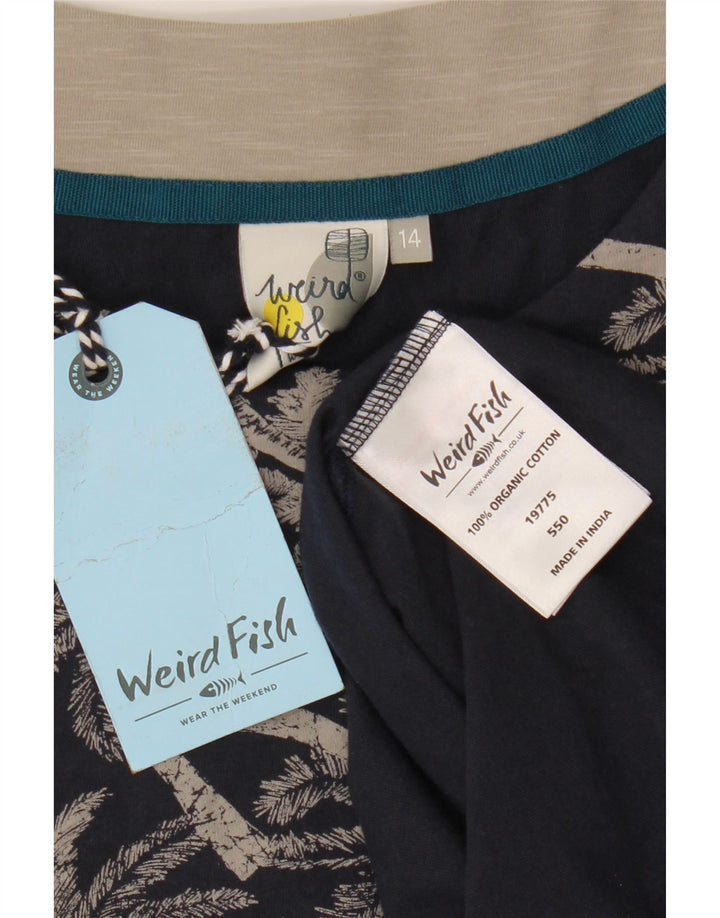 weird®
fish
14
WEAR THE WEEKEN
Weird Fish
WEAR THE WEEKEND
Weird Fish
www.weirdfish.co.uk
100% ORGANIC COTTON
19775
550
MADE IN INDIA